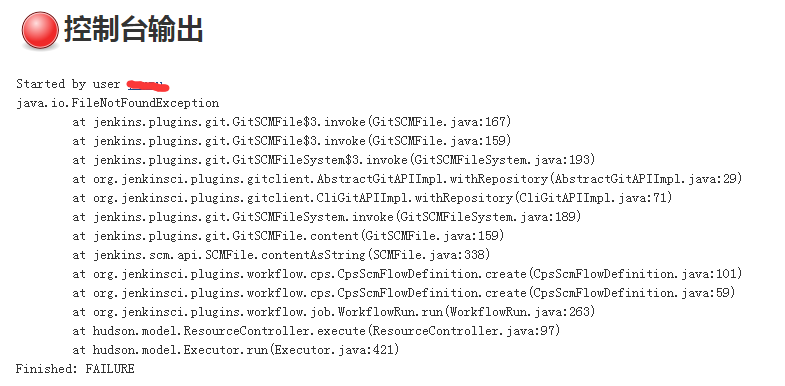 控制台输出
Started by user
java.io.FileNotFoundException
at jenkins.plugins.git.GitSCMFile$3.invoke(GitSCMFile.java:167)
at jenkins.plugins.git.GitSCMFile$3.invoke(GitSCMFile.java:159)
at jenkins.plugins.git.GitSCMFileSystem$3.invoke(GitSCMFileSystem.java:193)
at org.jenkinsci.plugins.gitclient.AbstractGitAPIImpl.withRepository(AbstractGitAPIImpl.java:29)
at org.jenkinsci.plugins.gitclient.CliGitAPIImpl.withRepository(CliGitAPIImpl.java:71)
at jenkins.plugins.git.GitSCMFileSystem.invoke(GitSCMFileSystem.java:189)
at jenkins.plugins.git.GitSCMFile.content(GitSCMFile.java:159)
at jenkins.scm.api.SCMFile.contentAsString(SCMFile.java:338)
at org.jenkinsci.plugins.workflow.cps.CpsScmFlowDefinition.create(CpsScmFlowDefinition.java:101)
at org.jenkinsci.plugins.workflow.cps.CpsScmFlowDefinition.create(CpsScmFlowDefinition.java:59)
at org.jenkinsci.plugins.workflow.job.WorkflowRun.run(WorkflowRun.java:263)
at hudson.model.ResourceController.execute(ResourceController.java:97)
at hudson.model.Executor.run(Executor.java:421)
Finished: FAILURE